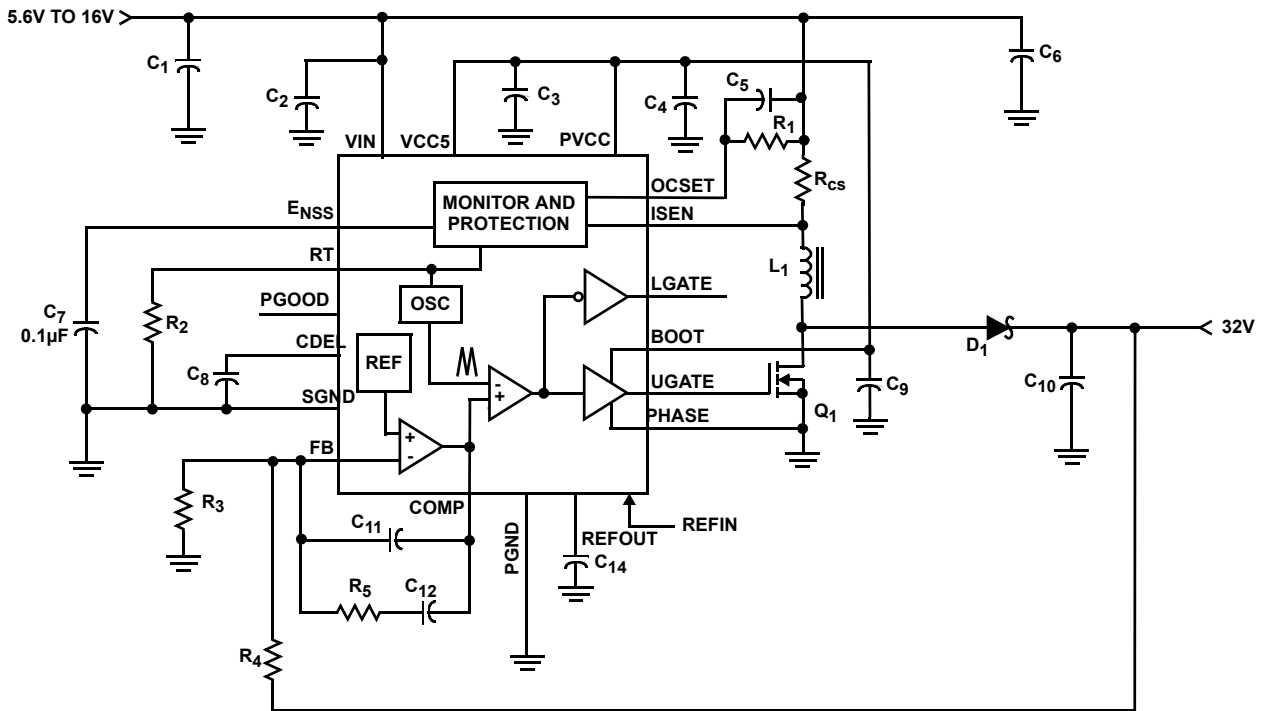 5.6V TO 16V
C1
C2
C3
C4
C5
C6
R1
RCS
VIN
VCC5
PVCC
OCSET
ISEN
MONITOR AND
PROTECTION
ENSS
RT
L1
LGATE
PGOOD
OSC
C7
0.1µF
R2
CDEL
REF
BOOT
32V
D1
C8
UGATE
C9
C10
SGND
PHASE
Q1
+
-
-
+
FB
R3
COMP
C11
PGND
REFOUT
REFIN
C14
R5
C12
R4